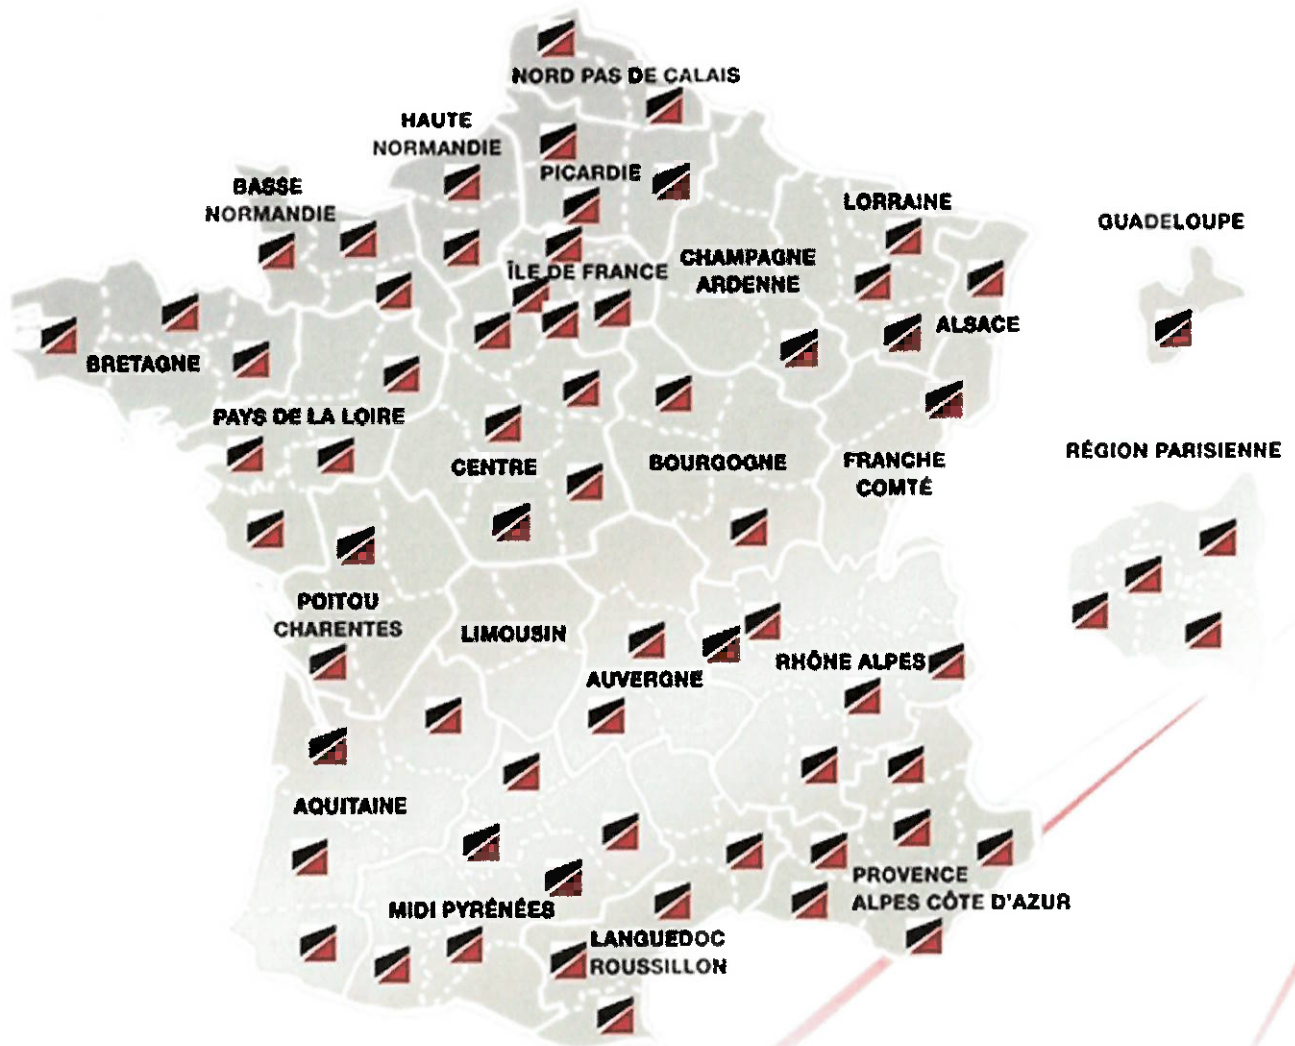 NORD PAS DE CALAIS
HAUTE
NORMANDIE
PICARDIE
BASSE
NORMANDIE
LORRAINE
GUADELOUPE
CHAMPAGNE
ARDENNE
ÎLE DE FRANCE
ALSACE
BRETAGNE
PAYS DE LA LOIRE
CENTRE
BOURGOGNE
FRANCHE
COMTÉ
RÉGION PARISIENNE
POITOU
CHARENTES
LIMOUSIN
AUVERGNE
RHÔNE ALPES
AQUITAINE
MIDI PYRÉNÉES
PROVENCE
ALPES CÔTE D'AZUR
LANGUEDOC
ROUSSILLON